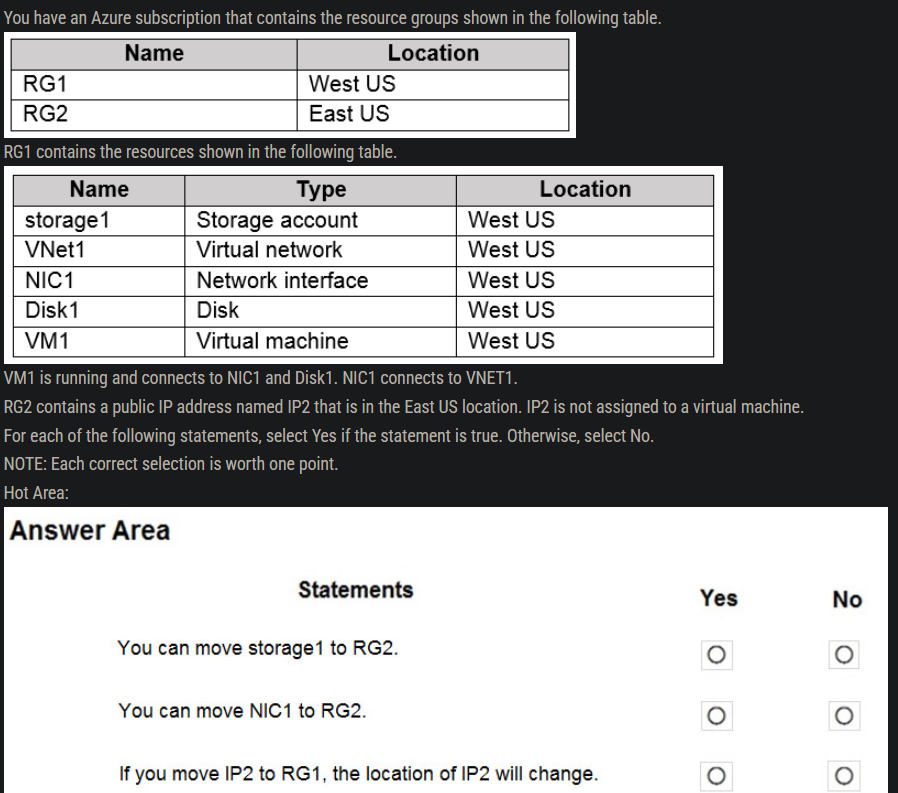 You have an Azure subscription that contains the resource groups shown in the following table.
Name Location
RG1 West US
RG2 East US
RG1 contains the resources shown in the following table.
Name Type Location
storage1 Storage account West US
VNet1 Virtual network West US
NIC1 Network interface West US
Disk1 Disk West US
VM1 Virtual machine West US
VM1 is running and connects to NIC1 and Disk1. NIC1 connects to VNET1.
RG2 contains a public IP address named IP2 that is in the East US location. IP2 is not assigned to a virtual machine.
For each of the following statements, select Yes if the statement is true. Otherwise, select No.
NOTE: Each correct selection is worth one point.
Hot Area:
Answer Area
Statements Yes No
You can move storage1 to RG2.
You can move NIC1 to RG2.
If you move IP2 to RG1, the location of IP2 will change.